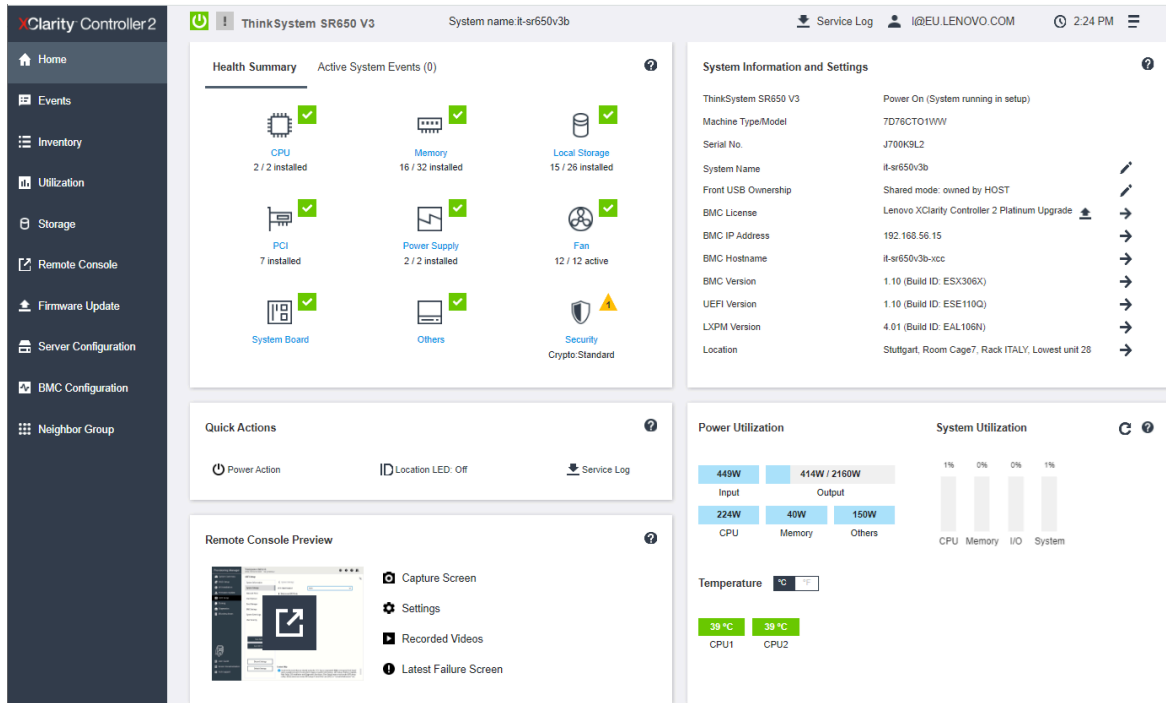 XClarity Controller 2
ThinkSystem SR650 V3
System name:it-sr650v3b
Service Log
I@EU.LENOVO.COM
2:24 PM
Home
Events
Inventory
Utilization
Storage
Remote Console
Firmware Update
Server Configuration
BMC Configuration
Neighbor Group
Health Summary
Active System Events (0)
CPU
2 / 2 installed
Memory
16 / 32 installed
Local Storage
15 / 26 installed
PCI
7 installed
Power Supply
2 / 2 installed
Fan
12 / 12 active
System Board
Others
1
Security
Crypto:Standard
System Information and Settings
ThinkSystem SR650 V3 Power On (System running in setup)
Machine Type/Model 7D76CTO1WW
Serial No. J700K9L2
System Name it-sr650v3b
Front USB Ownership Shared mode: owned by HOST
BMC License Lenovo XClarity Controller 2 Platinum Upgrade
BMC IP Address 192.168.56.15
BMC Hostname it-sr650v3b-xcc
BMC Version 1.10 (Build ID: ESX306X)
UEFI Version 1.10 (Build ID: ESE110Q)
LXPM Version 4.01 (Build ID: EAL106N)
Location Stuttgart, Room Cage7, Rack ITALY, Lowest unit 28
Quick Actions
Power Action
Location LED: Off
Service Log
Remote Console Preview
Capture Screen
Settings
Recorded Videos
Latest Failure Screen
Power Utilization
449W 414W / 2160W
Input Output
224W 40W 150W
CPU Memory Others
System Utilization
1% 0% 0% 1%
CPU Memory I/O System
Temperature °C °F
39 °C 39 °C
CPU1 CPU2